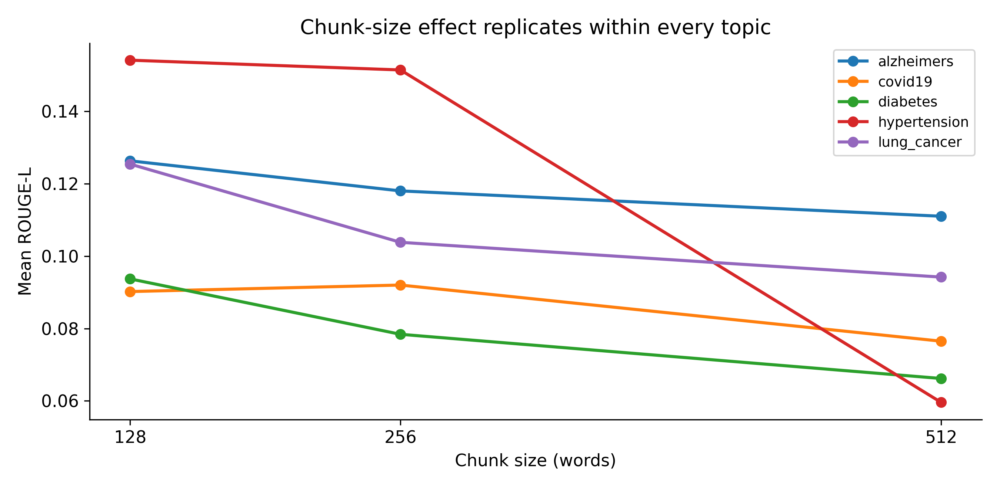 Chunk-size effect replicates within every topic
alzheimers
covid19
diabetes
hypertension
lung_cancer
Mean ROUGE-L
0.14
0.12
0.10
0.08
0.06
128
256
512
Chunk size (words)